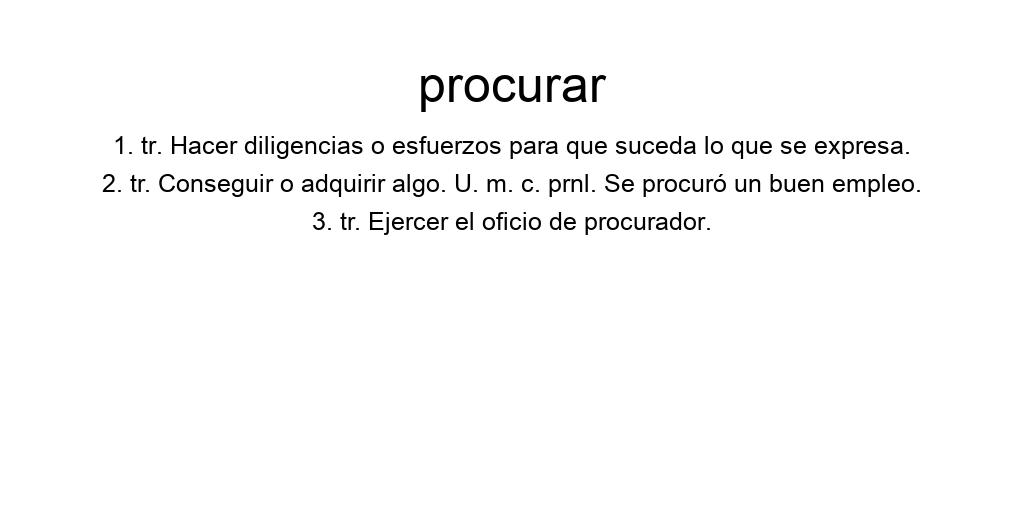 procurar
1. tr. Hacer diligencias o esfuerzos para que suceda lo que se expresa.
2. tr. Conseguir o adquirir algo. U. m. c. prnl. Se procuró un buen empleo.
3. tr. Ejercer el oficio de procurador.